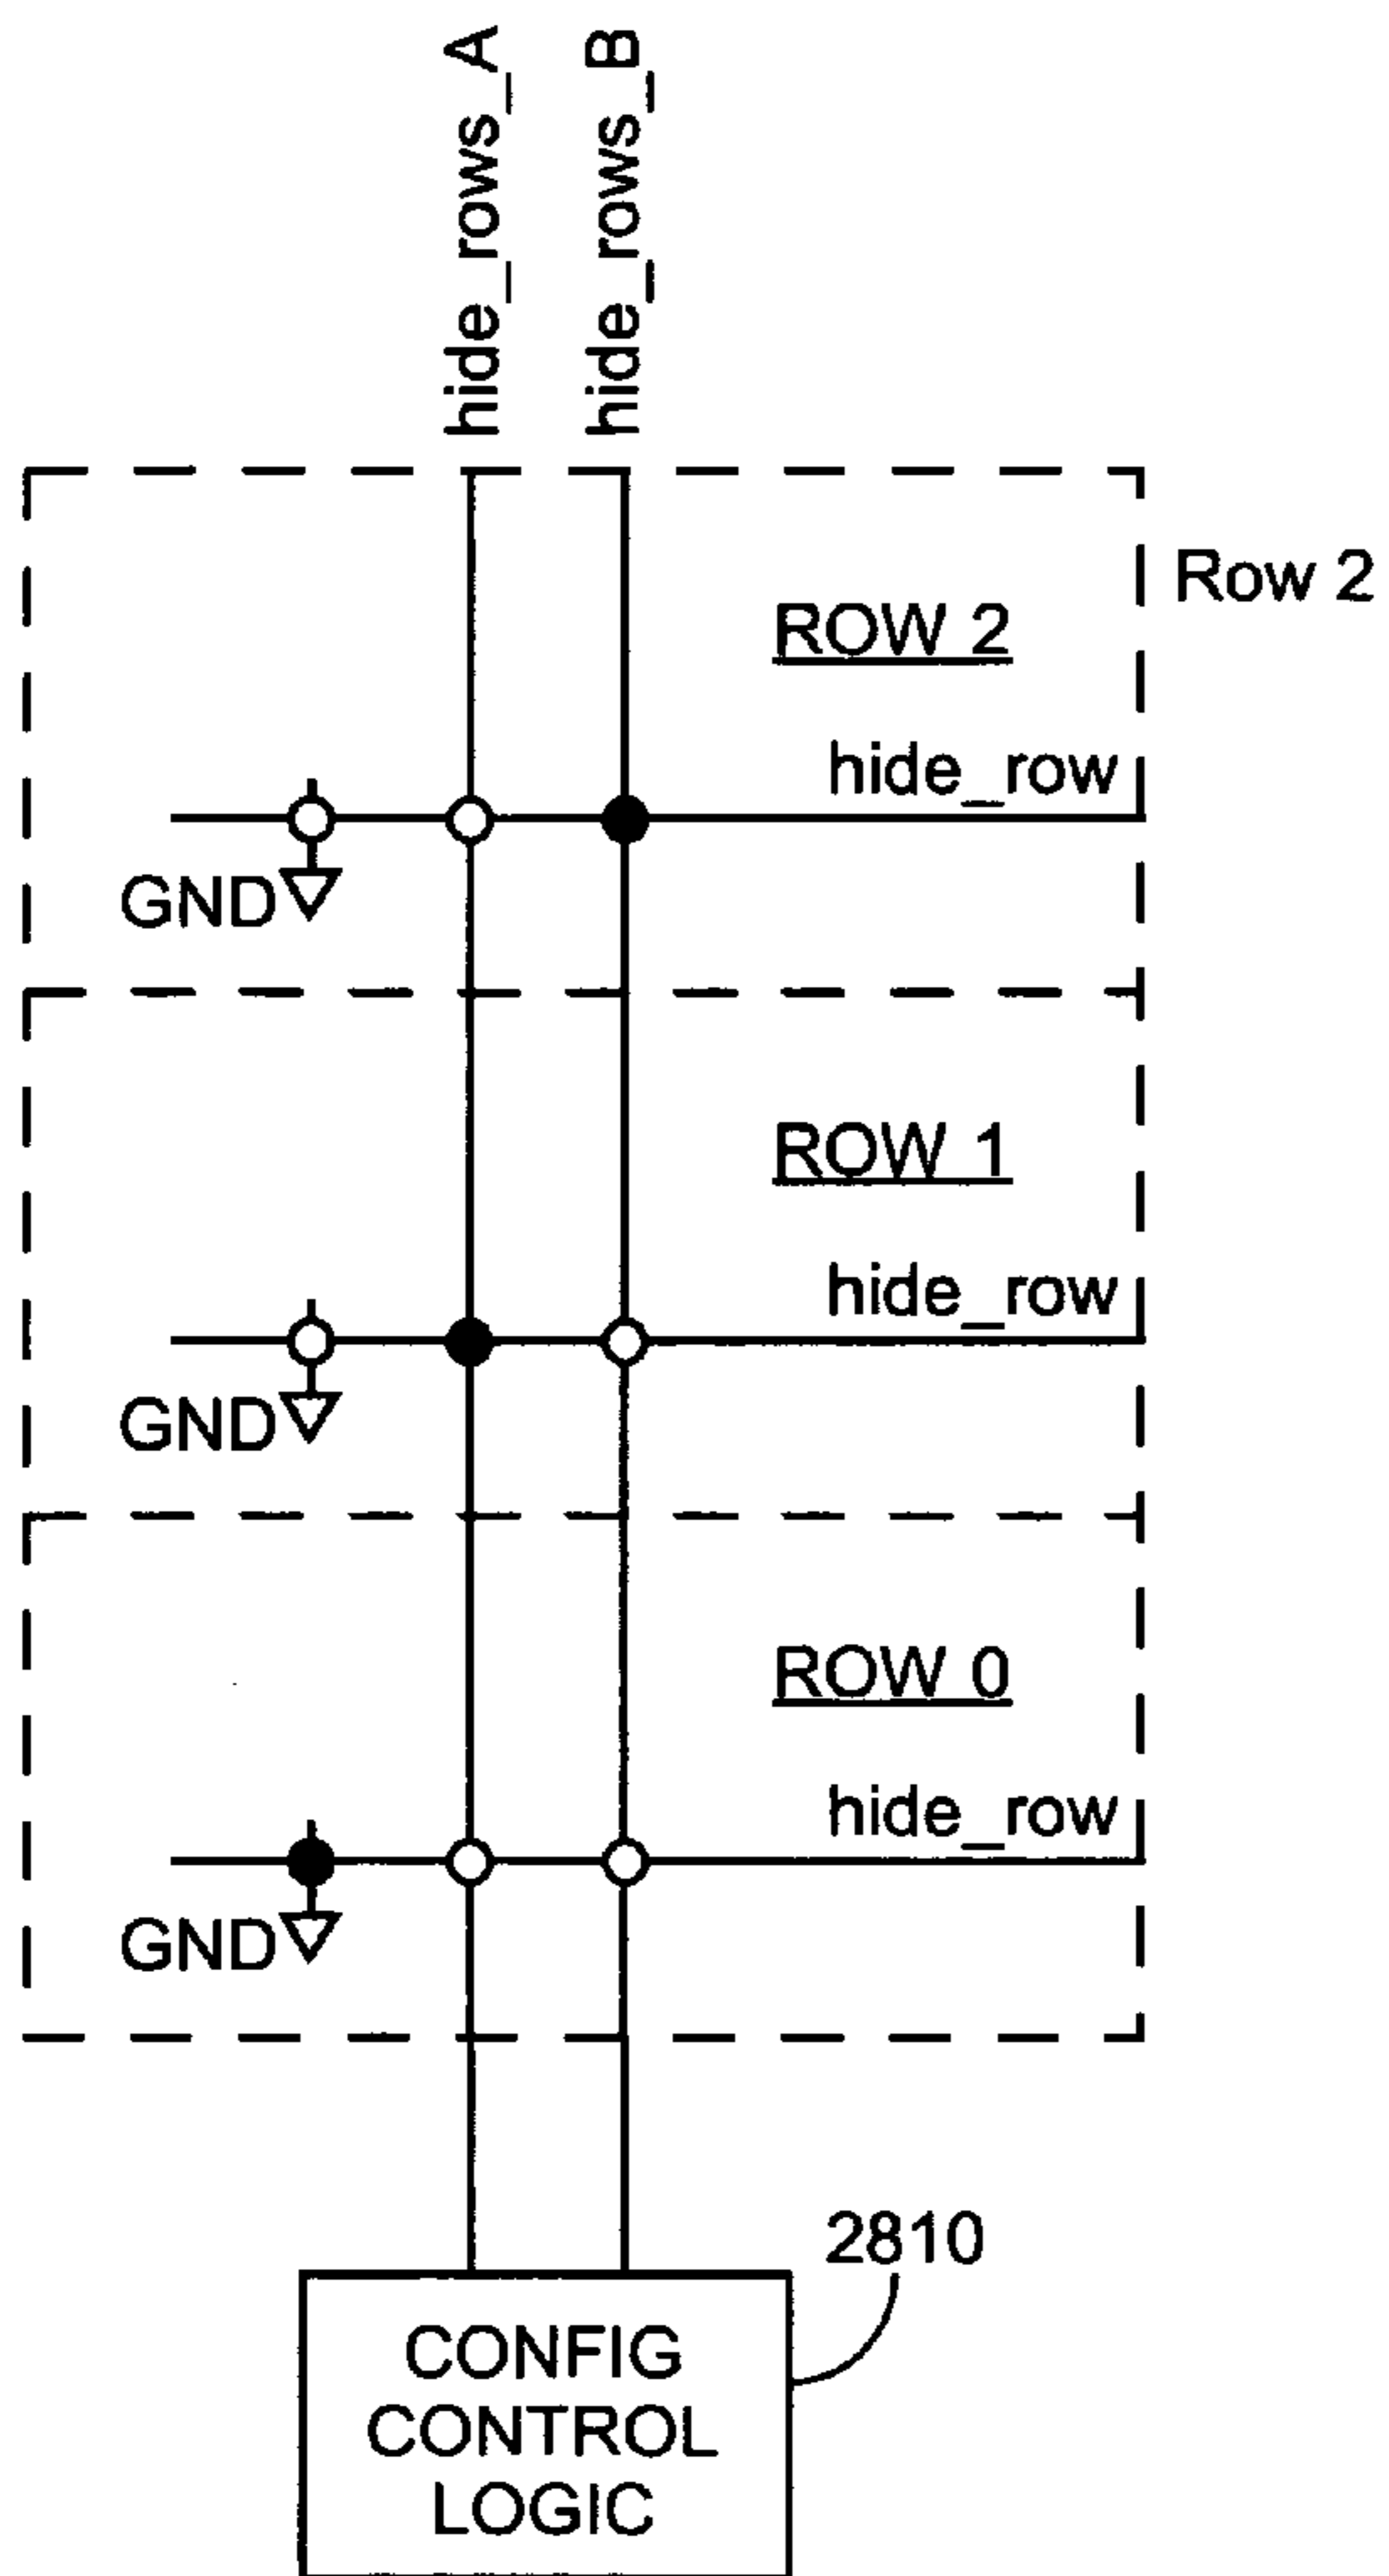 hide_rows_A
hide_rows_B
Row 2
ROW 2
hide_row
GND
ROW 1
hide_row
GND
ROW 0
hide_row
GND
2810
CONFIG
CONTROL
LOGIC